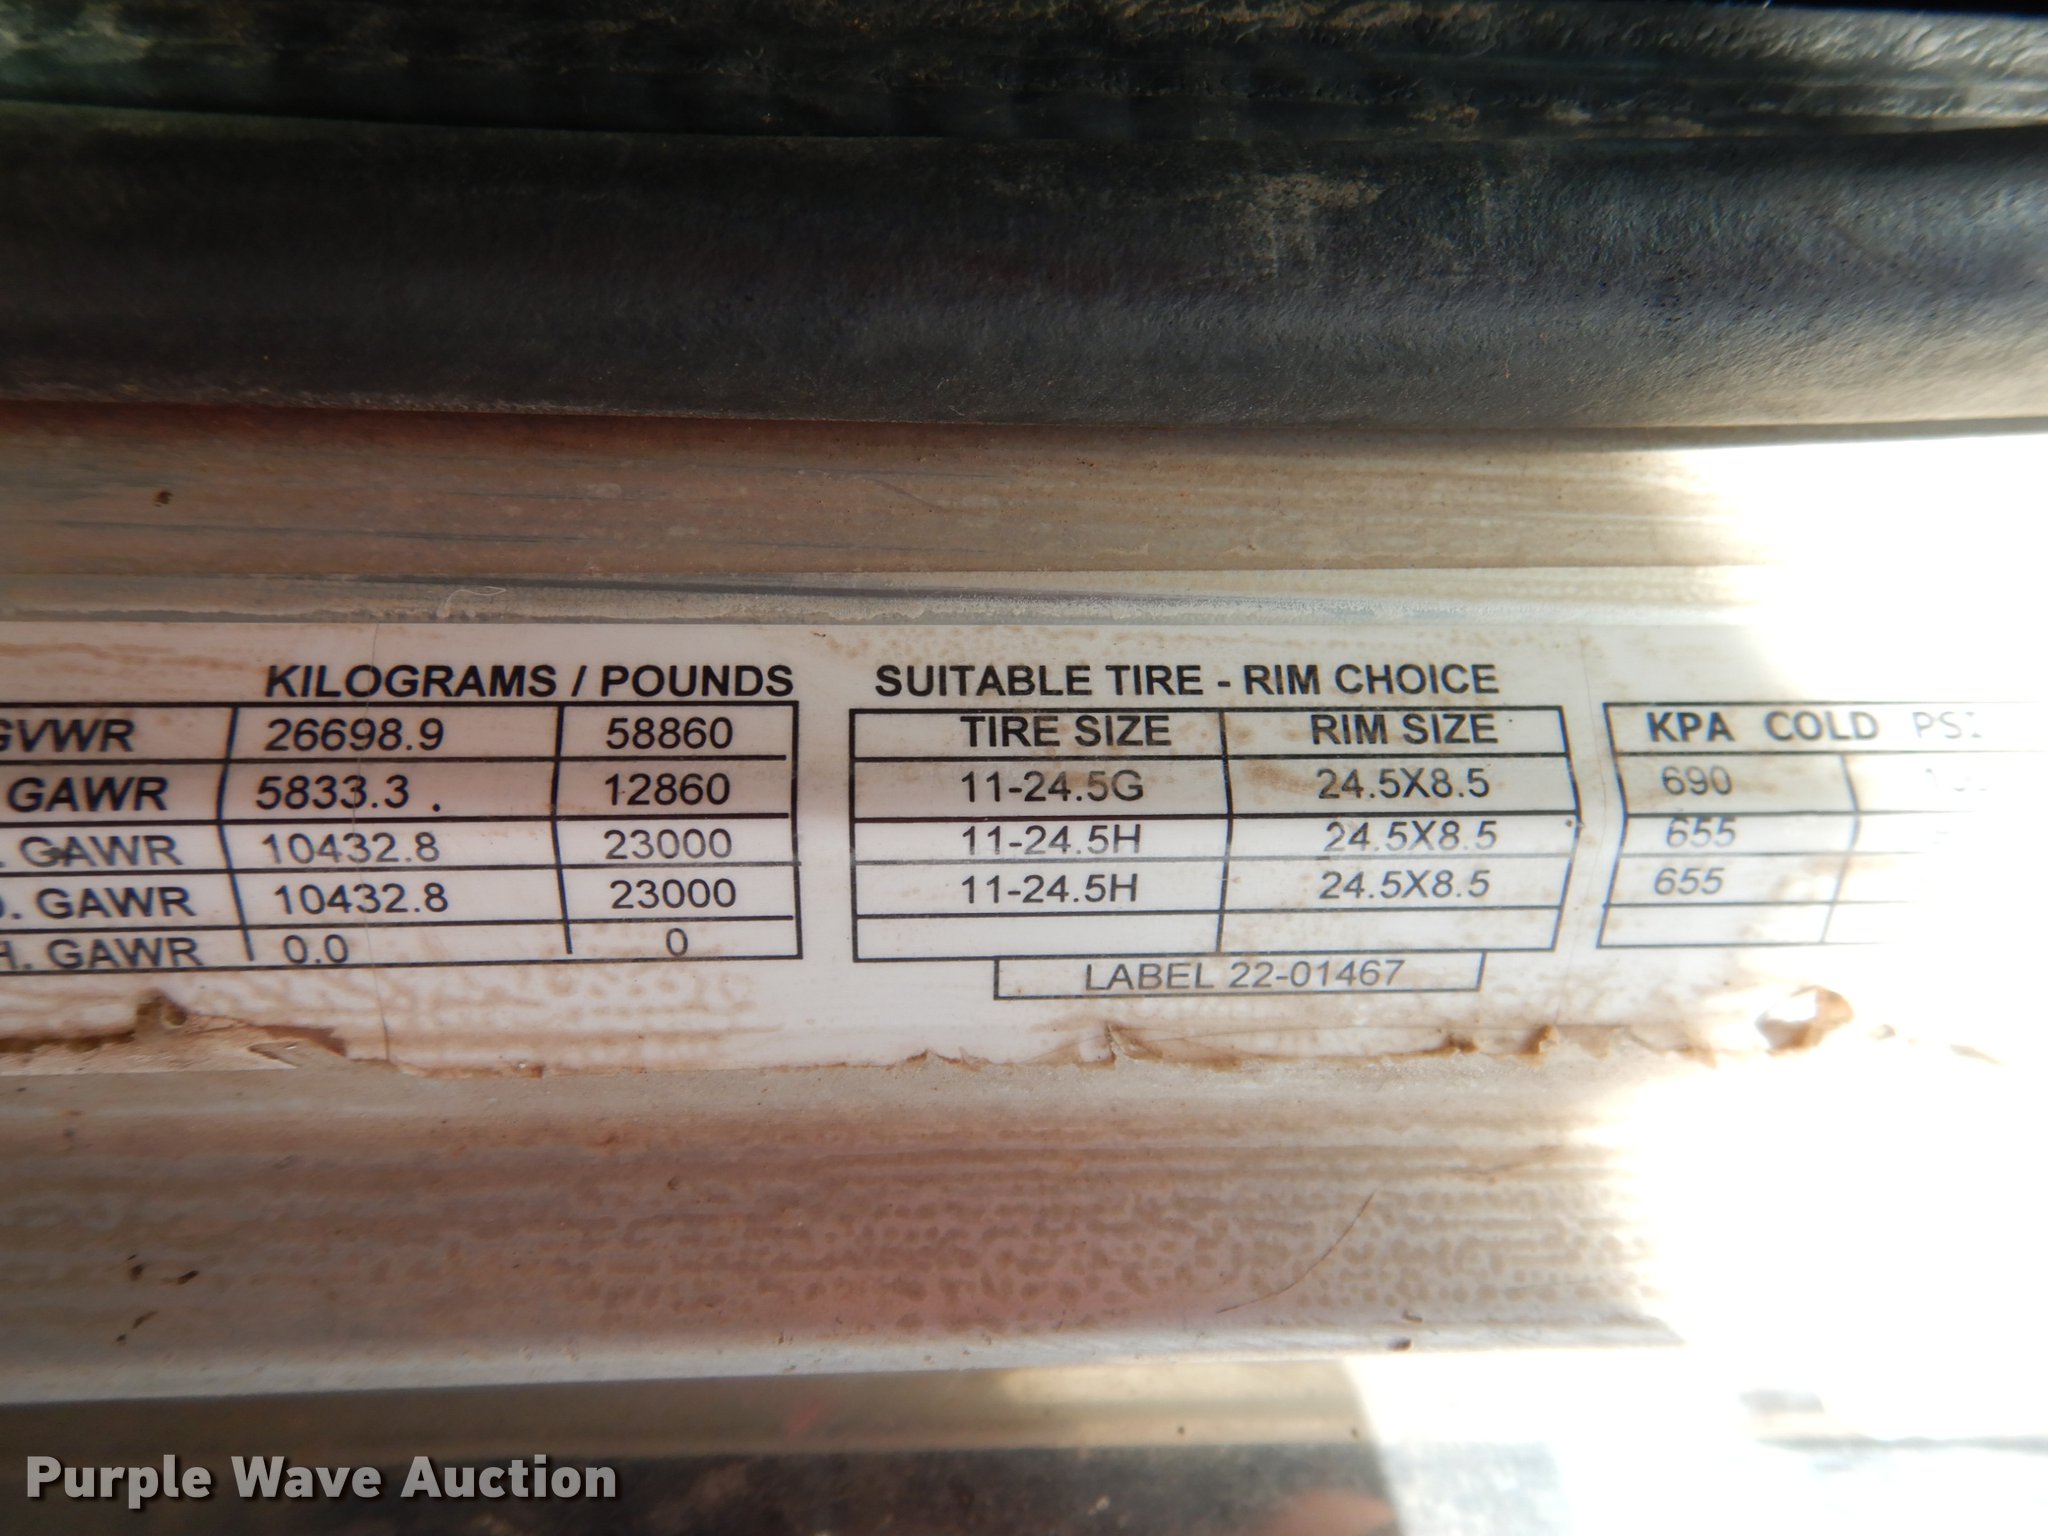 KILOGRAMS / POUNDS SUITABLE TIRE - RIM CHOICE
GVWR 26698.9 58860 TIRE SIZE RIM SIZE KPA COLD PSI
GAWR 5833.3 . 12860 11-24.5G 24.5X8.5 690
. GAWR 10432.8 23000 11-24.5H 24.5X8.5 655
. GAWR 10432.8 23000 11-24.5H 24.5X8.5 655
H. GAWR 0.0 0
LABEL 22-01467
Purple Wave Auction